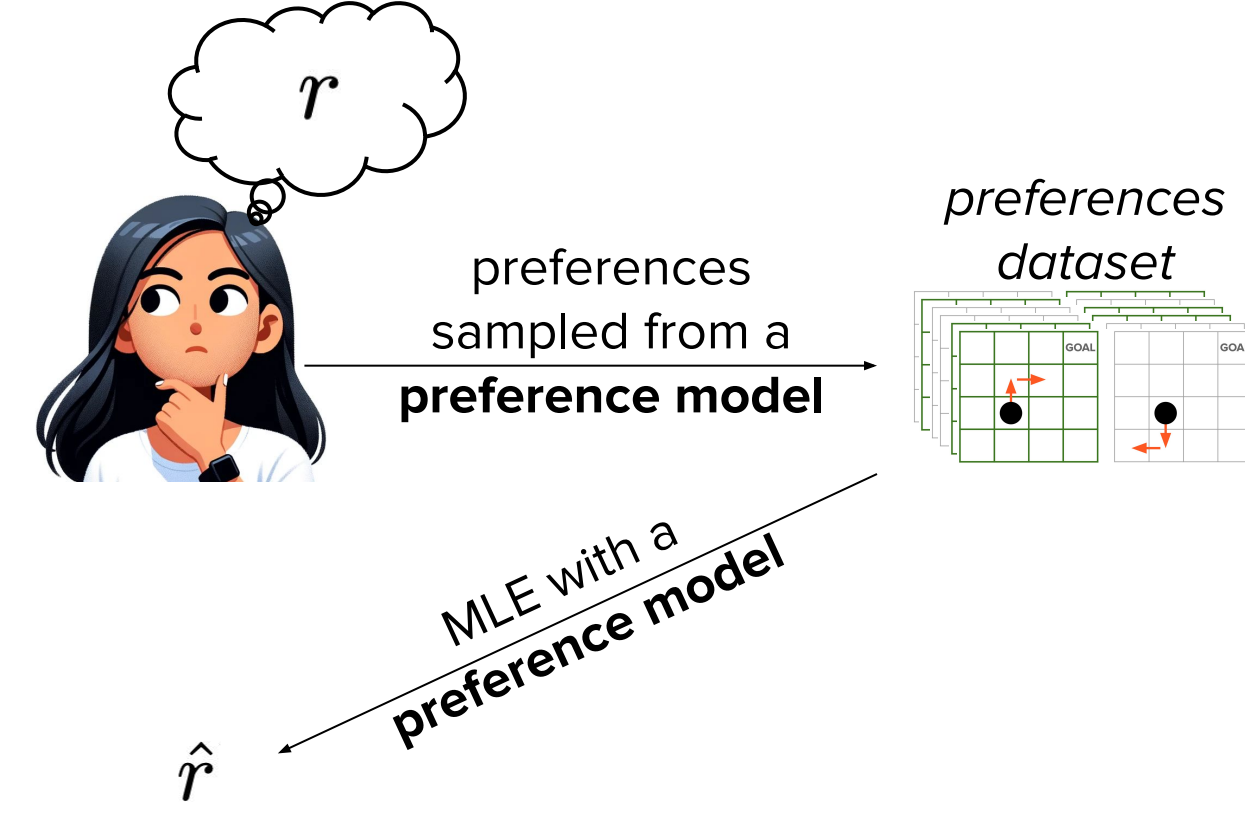 r
preferences
sampled from a
preference model
preferences
dataset
GOAL
GOA
MLE with a
preference model
r̂